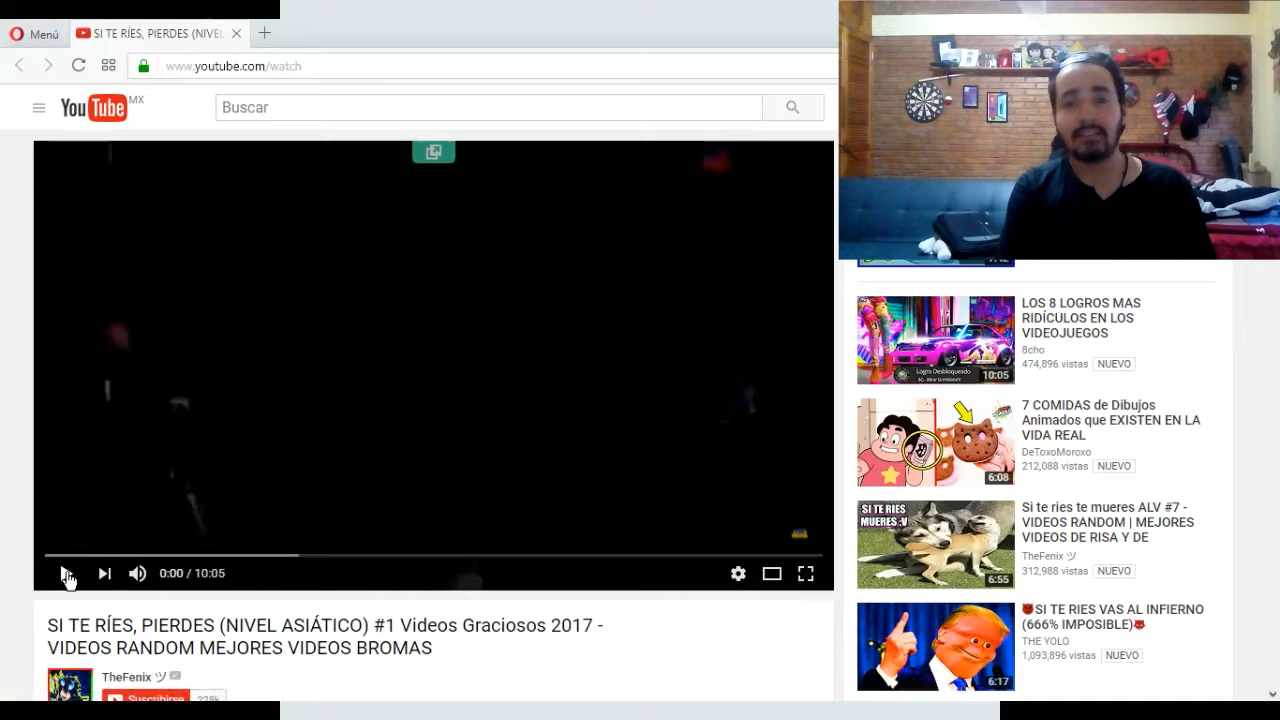 Menú
SI TE RÍES, PIERDES (NIVEL
www.youtube.com/watch
YouTube MX
Buscar
0:00 / 10:05
SI TE RÍES, PIERDES (NIVEL ASIÁTICO) #1 Videos Graciosos 2017 -
VIDEOS RANDOM MEJORES VIDEOS BROMAS
TheFenix ツ
Suscribirse
LOS 8 LOGROS MAS
RIDÍCULOS EN LOS
VIDEOJUEGOS
8cho
474,896 vistas NUEVO
Logro Desbloqueado
10:05
7 COMIDAS de Dibujos
Animados que EXISTEN EN LA
VIDA REAL
DeToxoMoroxo
212,088 vistas NUEVO
6:08
SI TE RIES
MUERES :V
Si te ries te mueres ALV #7 -
VIDEOS RANDOM | MEJORES
VIDEOS DE RISA Y DE
TheFenix ツ
312,988 vistas NUEVO
6:55
SI TE RIES VAS AL INFIERNO
(666% IMPOSIBLE)
THE YOLO
1,093,896 vistas NUEVO
6:17